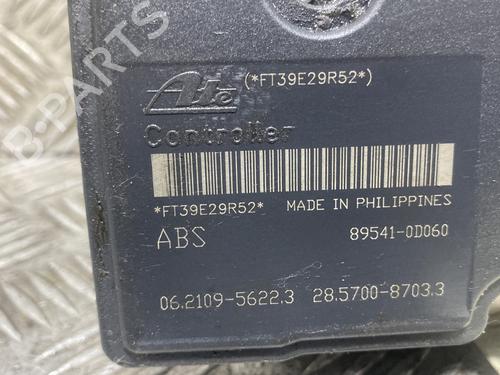 B-PARTS
Ate (*FT39E29R52*)
Controller
*FT39E29R52* MADE IN PHILIPPINES
ABS 89541-0D060
06.2109-5622.3 28.5700-8703.3